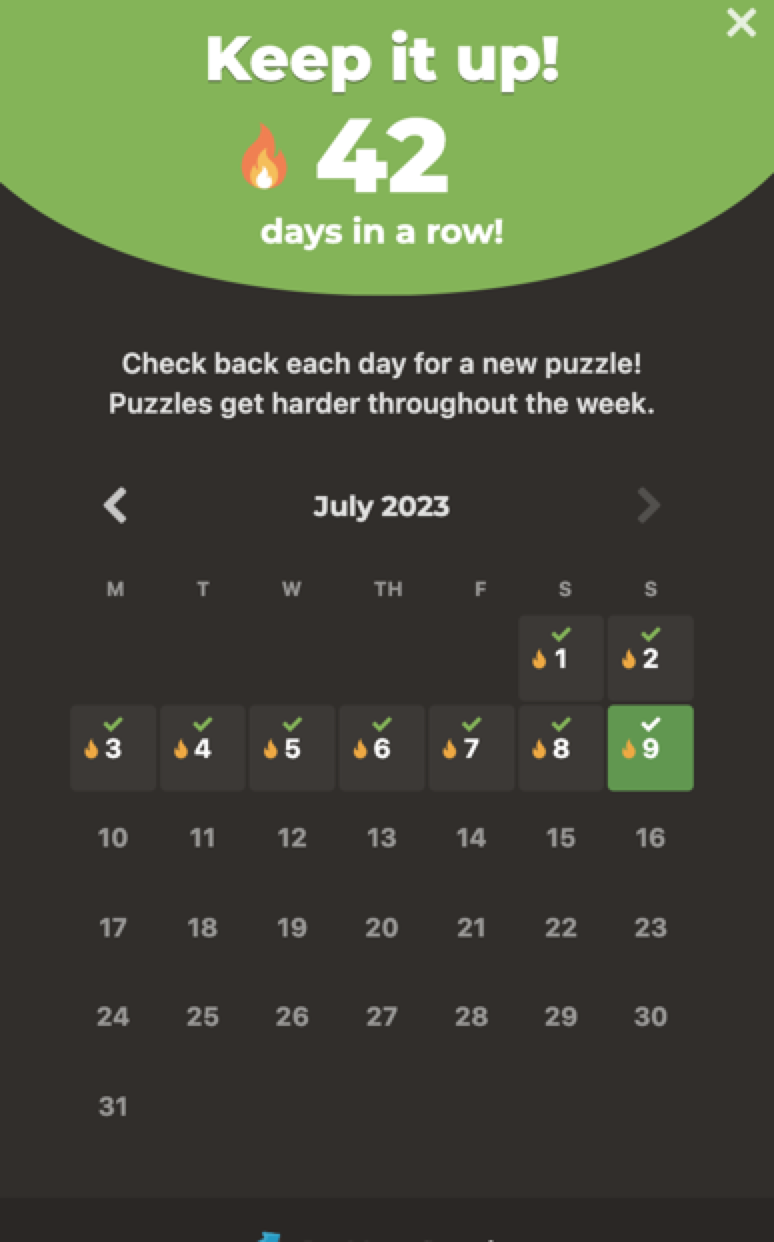 Keep it up!
42
days in a row!
Check back each day for a new puzzle!
Puzzles get harder throughout the week.
July 2023
M T W TH F S S
1 2
3 4 5 6 7 8 9
10 11 12 13 14 15 16
17 18 19 20 21 22 23
24 25 26 27 28 29 30
31